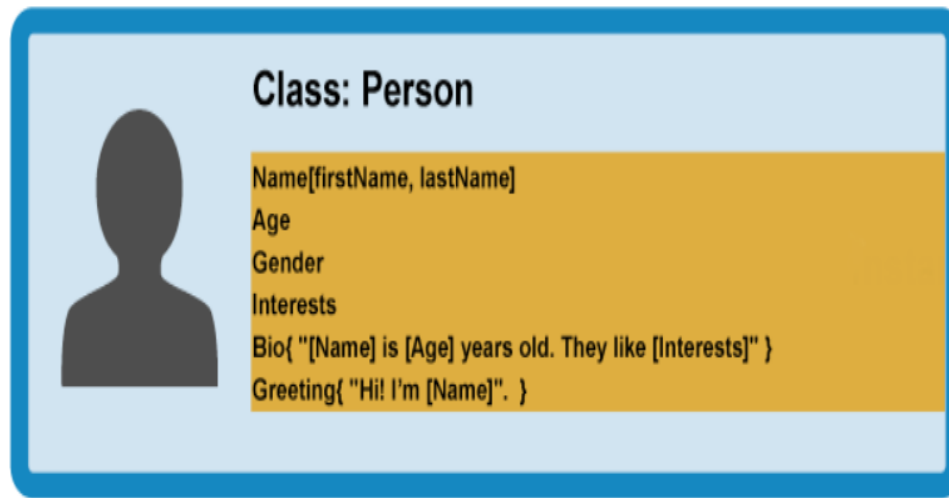 Class: Person
Name[firstName, lastName]
Age
Gender
Interests
Bio{ "[Name] is [Age] years old. They like [Interests]" }
Greeting{ "Hi! I’m [Name]". }